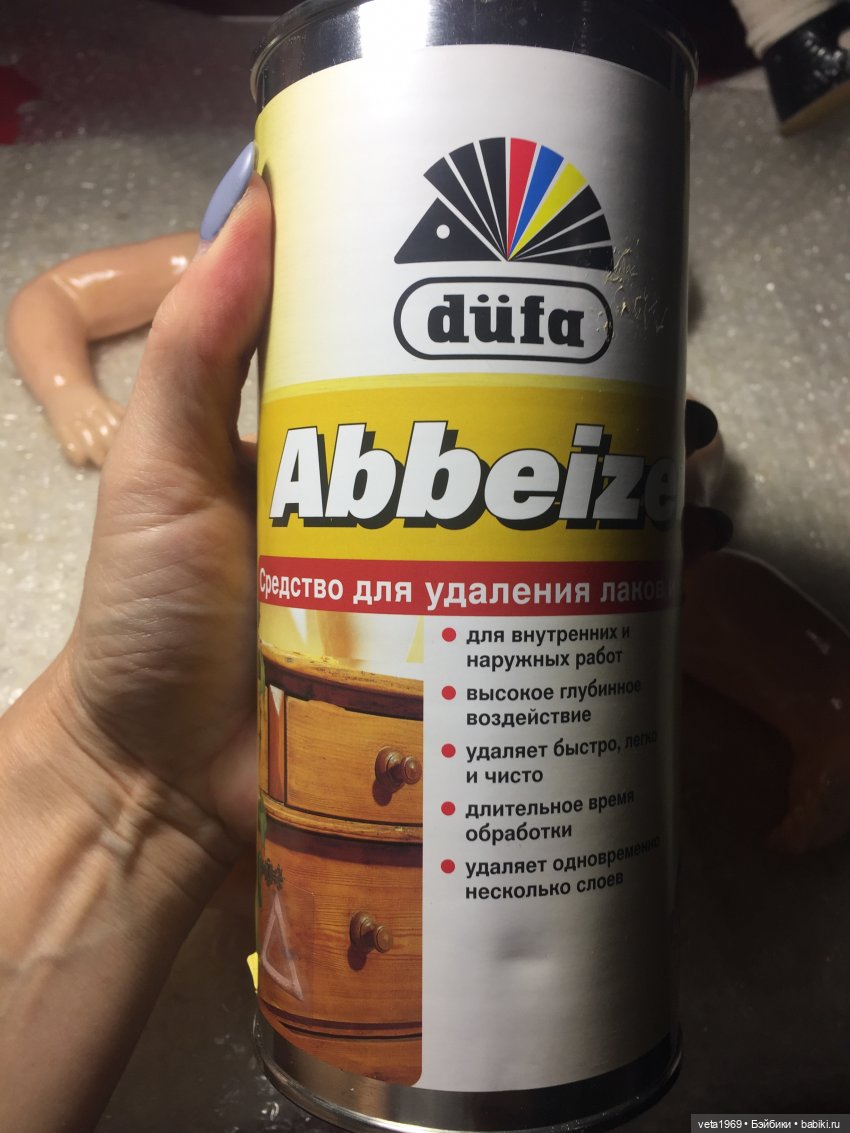 düfa
Abbeize
Средство для удаления лаков
для внутренних и
наружных работ
высокое глубинное
воздействие
удаляет быстро, легко
и чисто
длительное время
обработки
удаляет одновременно
несколько слоев
veta1969 • Бэйбики • babiki.ru